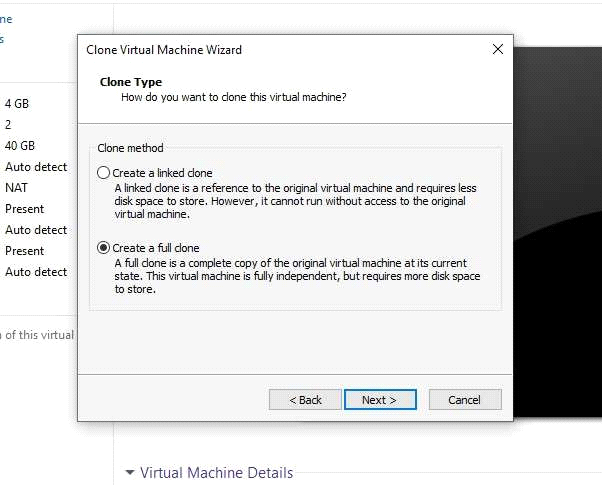 ne
s
Clone Virtual Machine Wizard
Clone Type
How do you want to clone this virtual machine?
4 GB
2
40 GB
Auto detect
NAT
Present
Auto detect
Present
Auto detect
n of this virtual
Clone method
Create a linked clone
A linked clone is a reference to the original virtual machine and requires less
disk space to store. However, it cannot run without access to the original
virtual machine.
Create a full clone
A full clone is a complete copy of the original virtual machine at its current
state. This virtual machine is fully independent, but requires more disk space
to store.
< Back
Next >
Cancel
Virtual Machine Details